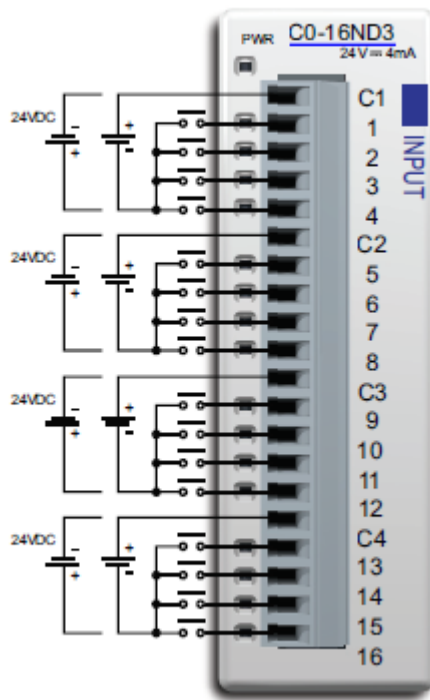 PWR C0-16ND3
24V⎓4mA
INPUT
C1
24VDC - +
+ -
1
2
3
4
C2
24VDC - +
+ -
5
6
7
8
C3
24VDC - +
+ -
9
10
11
12
C4
24VDC - +
+ -
13
14
15
16